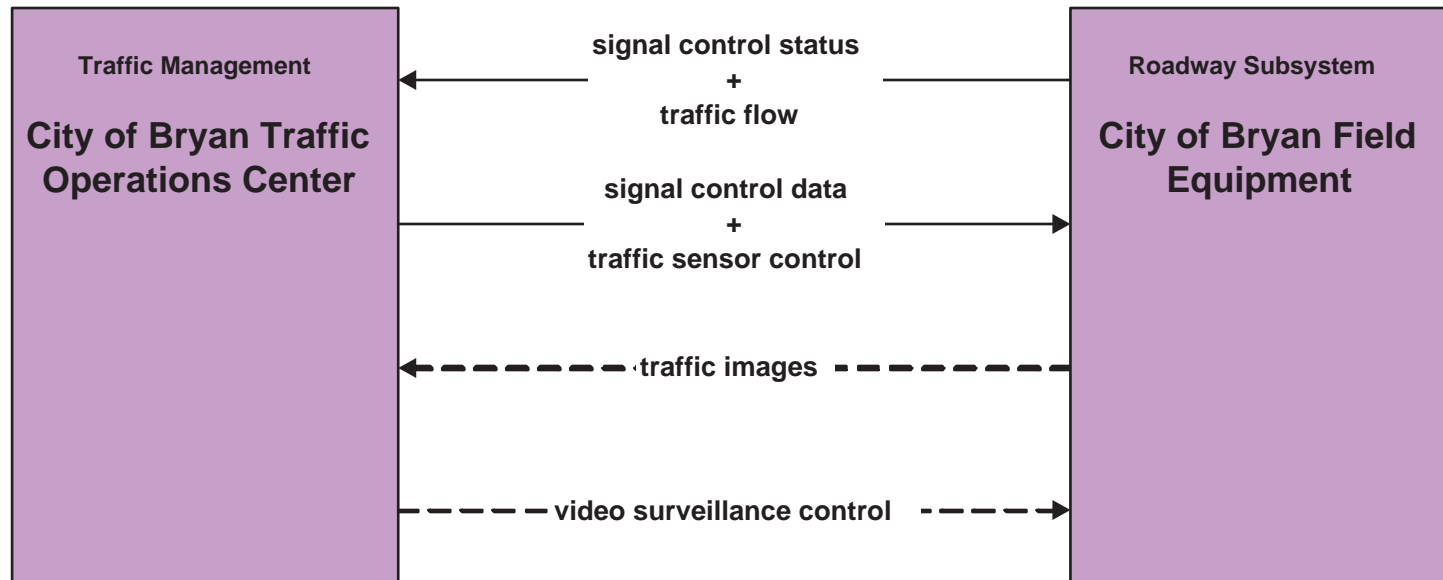 Traffic Management
City of Bryan Traffic
Operations Center
signal control status
+
traffic flow
signal control data
+
traffic sensor control
traffic images
video surveillance control
Roadway Subsystem
City of Bryan Field
Equipment